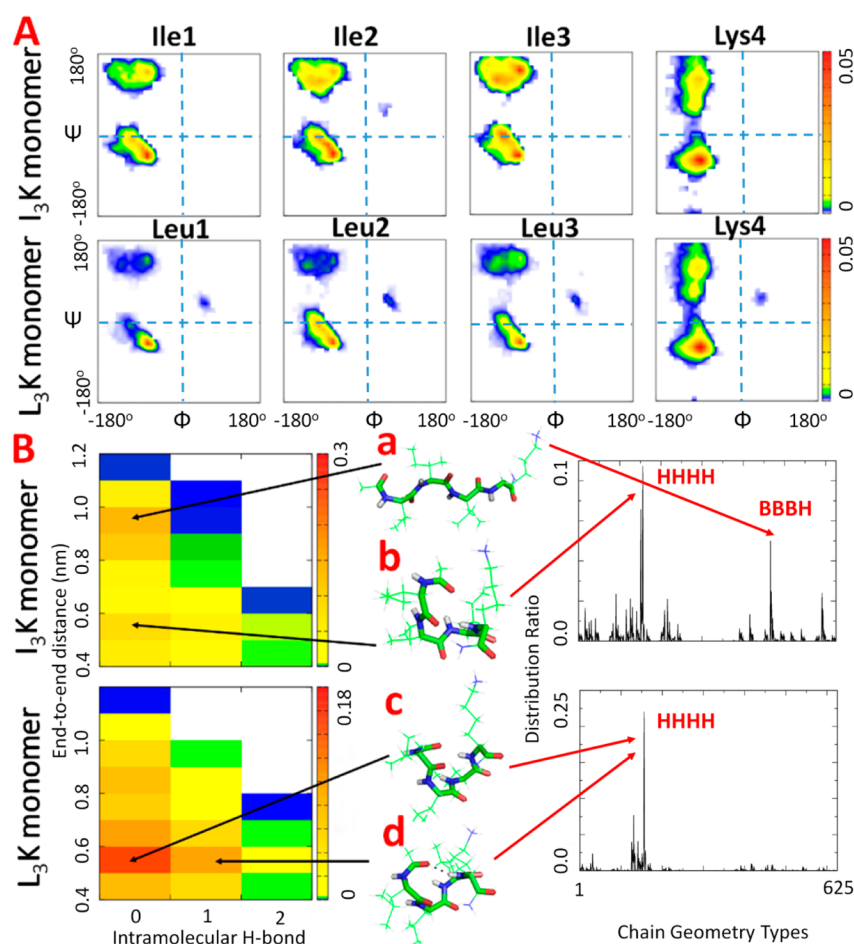 A
Ile1 Ile2 Ile3 Lys4
I₃K monomer
180° Ψ -180°
0.05
0
Leu1 Leu2 Leu3 Lys4
L₃K monomer
180° Ψ -180°
0.05
0
-180° Φ 180° -180° Φ 180° -180° Φ 180° -180° Φ 180°
B
I₃K monomer
End-to-end distance (nm)
1.2
1.0
0.8
0.6
0.4
0.3
0
a
b
0.1
0.0
HHHH
BBBH
Distribution Ratio
L₃K monomer
1.0
0.8
0.6
0.4
0.18
0
c
d
0.25
0.0
HHHH
0 1 2
Intramolecular H-bond
1 625
Chain Geometry Types